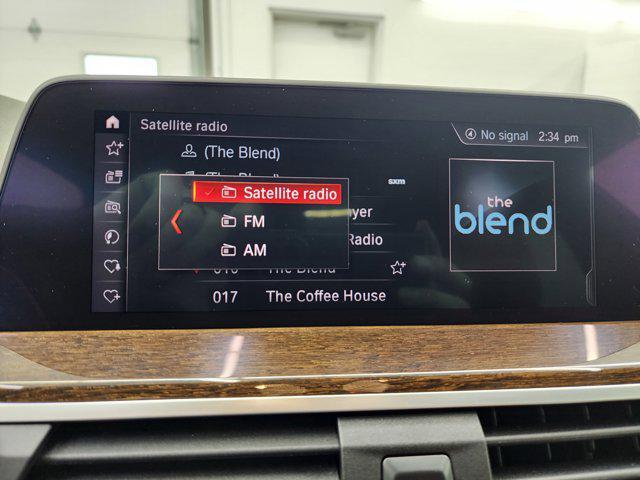 Satellite radio
No signal 2:34 pm
(The Blend)
sxm
Satellite radio
FM
AM
Radio
The Blend
017 The Coffee House
the
blend